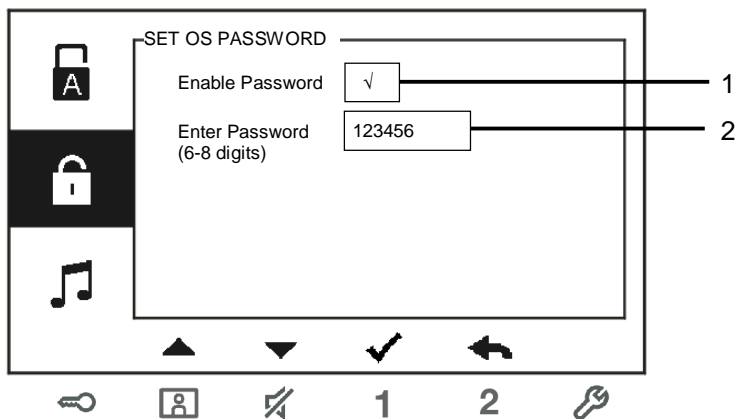 SET OS PASSWORD
A
Enable Password √ 1
Enter Password 123456 2
(6-8 digits)
1 2